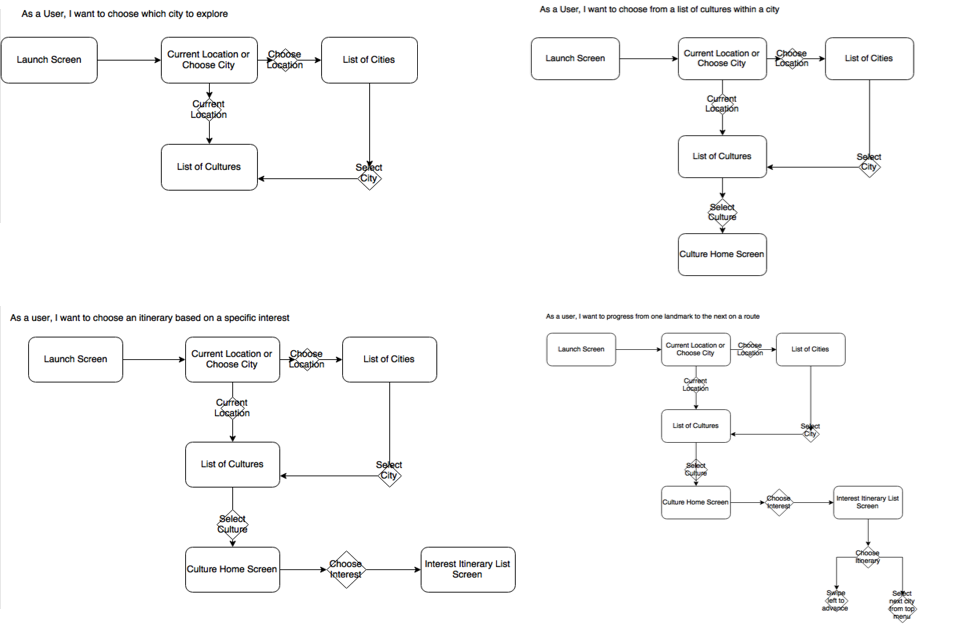 As a User, I want to choose which city to explore
Launch Screen
Current Location or
Choose City
Choose
Location
List of Cities
Current
Location
List of Cultures
Select
City
As a User, I want to choose from a list of cultures within a city
Launch Screen
Current Location or
Choose City
Choose
Location
List of Cities
Current
Location
List of Cultures
Select
City
Select
Culture
Culture Home Screen
As a user, I want to choose an itinerary based on a specific interest
Launch Screen
Current Location or
Choose City
Choose
Location
List of Cities
Current
Location
List of Cultures
Select
City
Select
Culture
Culture Home Screen
Choose
Interest
Interest Itinerary List
Screen
As a user, I want to progress from one landmark to the next on a route
Launch Screen
Current Location or
Choose City
Choose
Location
List of Cities
Current
Location
List of Cultures
Select
City
Select
Culture
Culture Home Screen
Choose
Interest
Interest Itinerary List
Screen
Choose
Itinerary
Swipe
left to
advance
Select
next city
from top
menu